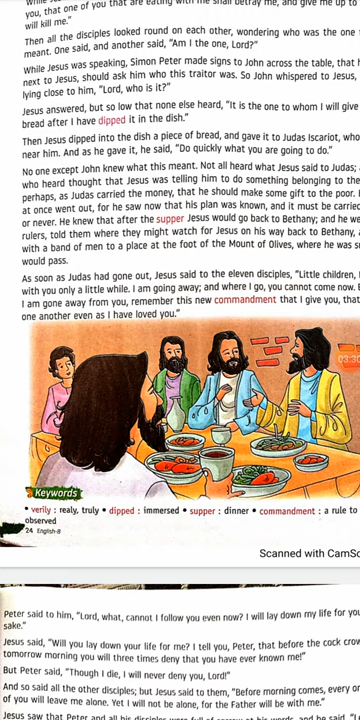 you, that one of you that are eating with me shall betray me, and give me up to
will kill me."
Then all the disciples looked round on each other, wondering who was the one
meant. One said, and another said, "Am I the one, Lord?"
While Jesus was speaking, Simon Peter made signs to John across the table, that
next to Jesus, should ask him who this traitor was. So John whispered to Jesus,
lying close to him, "Lord, who is it?"
Jesus answered, but so low that none else heard, "It is the one to whom I will give
bread after I have dipped it in the dish."
Then Jesus dipped into the dish a piece of bread, and gave it to Judas Iscariot, who
near him. And as he gave it, he said, "Do quickly what you are going to do."
No one except John knew what this meant. Not all heard what Jesus said to Judas;
who heard thought that Jesus was telling him to do something belonging to the
perhaps, as Judas carried the money, that he should make some gift to the poor.
at once went out, for he saw now that his plan was known, and it must be carried
or never. He knew that after the supper Jesus would go back to Bethany; and he we
rulers, told them where they might watch for Jesus on his way back to Bethany,
with a band of men to a place at the foot of the Mount of Olives, where he was s
would pass.
As soon as Judas had gone out, Jesus said to the eleven disciples, "Little children,
with you only a little while. I am going away; and where I go, you cannot come now.
I am gone away from you, remember this new commandment that I give you, that
one another even as I have loved you."
03:30
Keywords
• verily : realy, truly • dipped : immersed • supper : dinner • commandment : a rule to
observed
24 English-8
Scanned with CamSc
Peter said to him, "Lord, what, cannot I follow you even now? I will lay down my life for you
sake."
Jesus said, "Will you lay down your life for me? I tell you, Peter, that before the cock crow
tomorrow morning you will three times deny that you have ever known me!"
But Peter said, "Though I die, I will never deny you, Lord!"
And so said all the other disciples; but Jesus said to them, "Before morning comes, every on
of you will leave me alone. Yet I will not be alone, for the Father will be with me."
Jesus saw that Peter and all his disciples were full of sorrow at his words, and he said, "